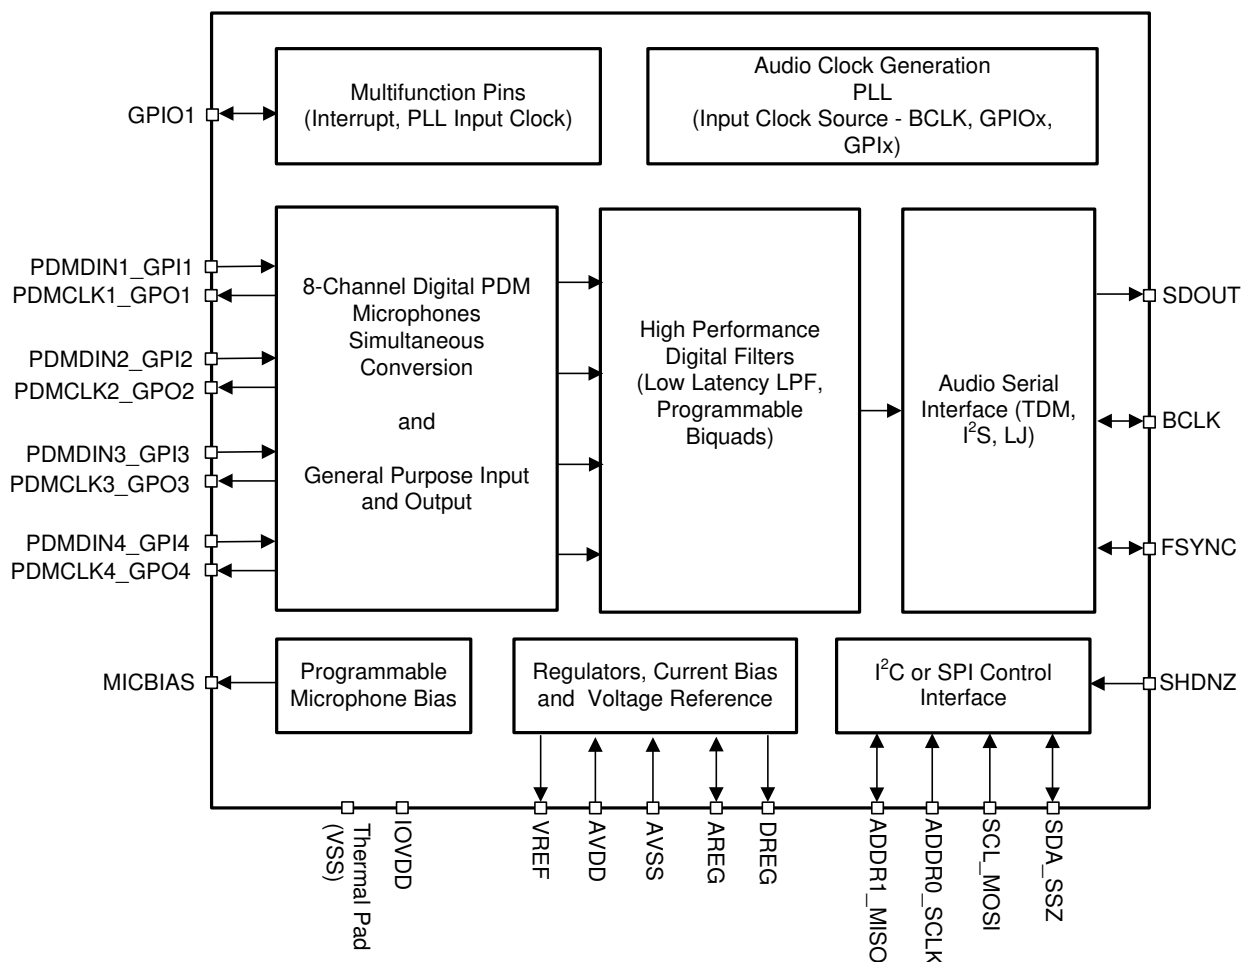 Multifunction Pins
(Interrupt, PLL Input Clock)
Audio Clock Generation
PLL
(Input Clock Source - BCLK, GPIOx,
GPIx)
GPIO1
PDMDIN1_GPI1
PDMCLK1_GPO1
PDMDIN2_GPI2
PDMCLK2_GPO2
PDMDIN3_GPI3
PDMCLK3_GPO3
PDMDIN4_GPI4
PDMCLK4_GPO4
8-Channel Digital PDM
Microphones
Simultaneous
Conversion
and
General Purpose Input
and Output
High Performance
Digital Filters
(Low Latency LPF,
Programmable
Biquads)
Audio Serial
Interface (TDM,
I²S, LJ)
SDOUT
BCLK
FSYNC
MICBIAS
Programmable
Microphone Bias
Regulators, Current Bias
and Voltage Reference
I²C or SPI Control
Interface
SHDNZ
Thermal Pad
(VSS)
IOVDD
VREF
AVDD
AVSS
AREG
DREG
ADDR1_MISO
ADDR0_SCLK
SCL_MOSI
SDA_SSZ